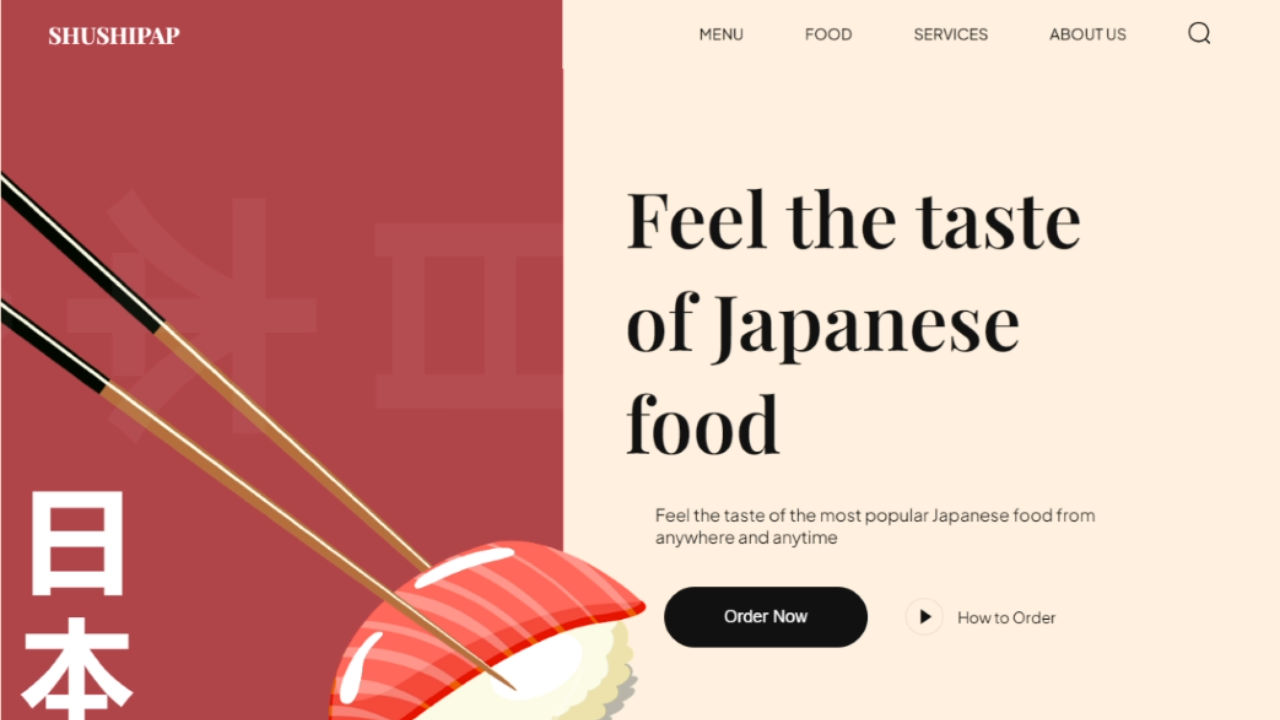 SHUSHIPAP
MENU FOOD SERVICES ABOUT US
Feel the taste
of Japanese
food
Feel the taste of the most popular Japanese food from
anywhere and anytime
Order Now
How to Order
日
本